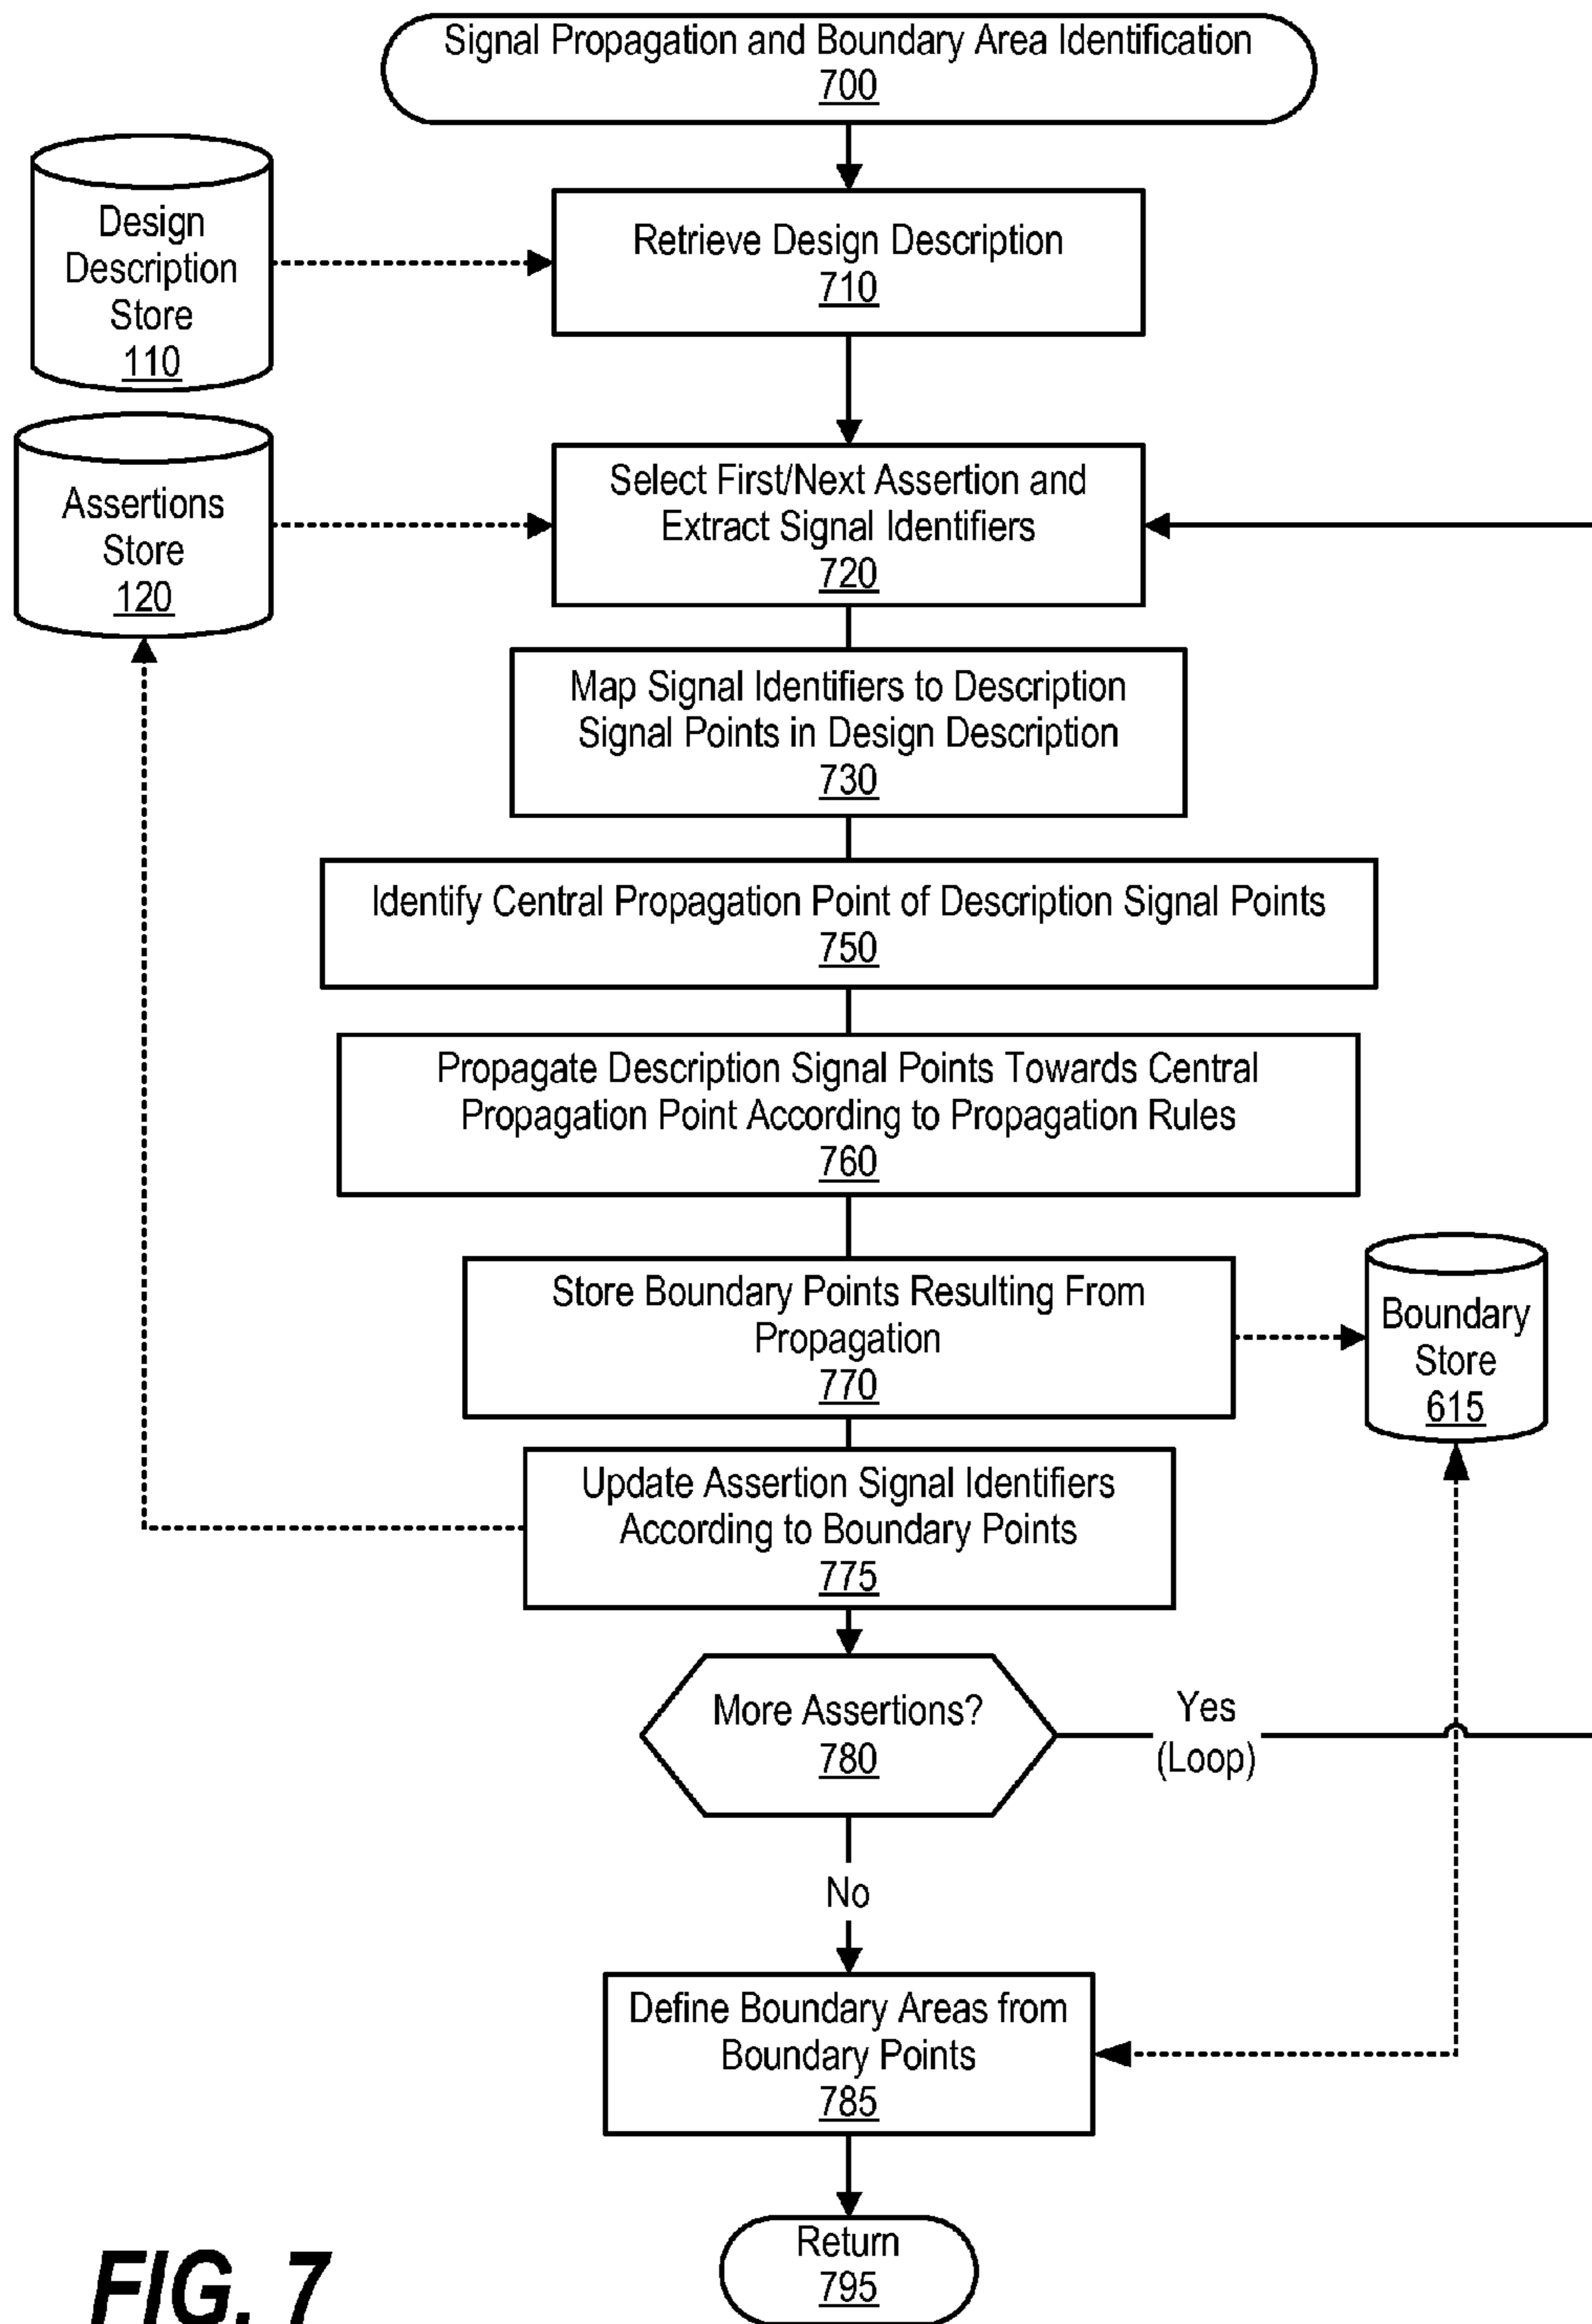 Signal Propagation and Boundary Area Identification
700
Design
Description
Store
110
Retrieve Design Description
710
Assertions
Store
120
Select First/Next Assertion and
Extract Signal Identifiers
720
Map Signal Identifiers to Description
Signal Points in Design Description
730
Identify Central Propagation Point of Description Signal Points
750
Propagate Description Signal Points Towards Central
Propagation Point According to Propagation Rules
760
Store Boundary Points Resulting From
Propagation
770
Boundary
Store
615
Update Assertion Signal Identifiers
According to Boundary Points
775
More Assertions?
780
Yes
(Loop)
No
Define Boundary Areas from
Boundary Points
785
Return
795
FIG. 7